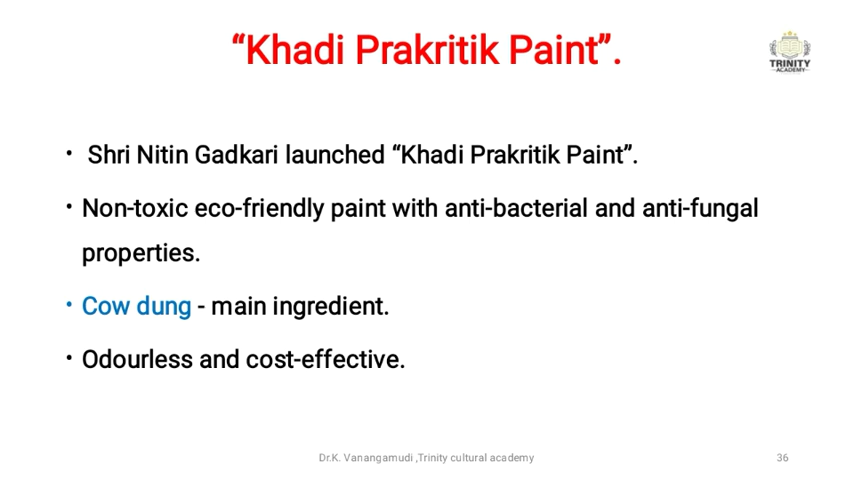 “Khadi Prakritik Paint”.
TRINITY
ACADEMY
• Shri Nitin Gadkari launched “Khadi Prakritik Paint”.
• Non-toxic eco-friendly paint with anti-bacterial and anti-fungal
properties.
• Cow dung - main ingredient.
• Odourless and cost-effective.
Dr.K. Vanangamudi ,Trinity cultural academy
36